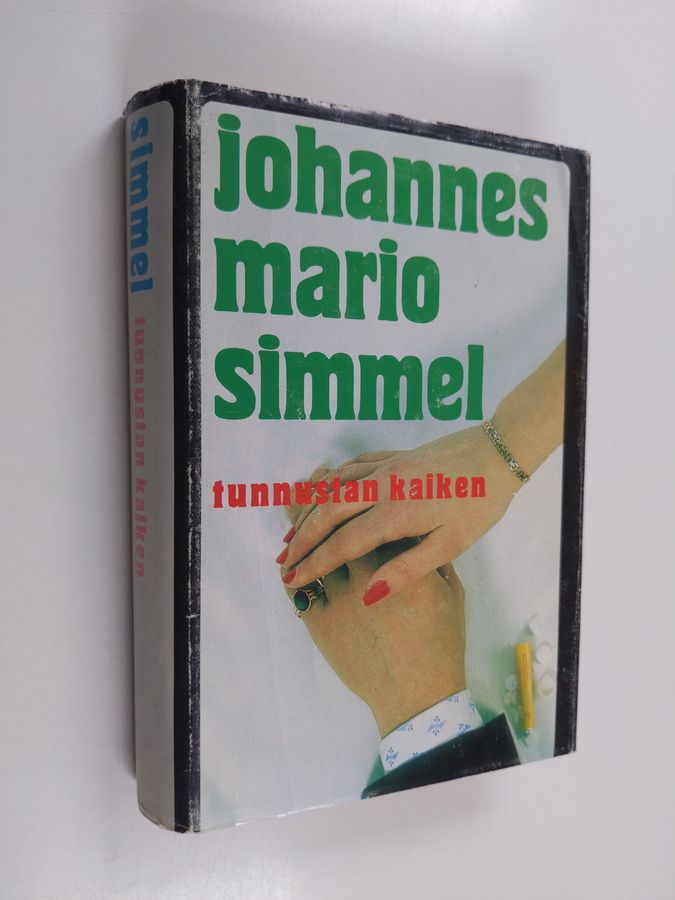 johannes
mario
simmel
tunnustan kaiken
simmel tunnustan kaiken